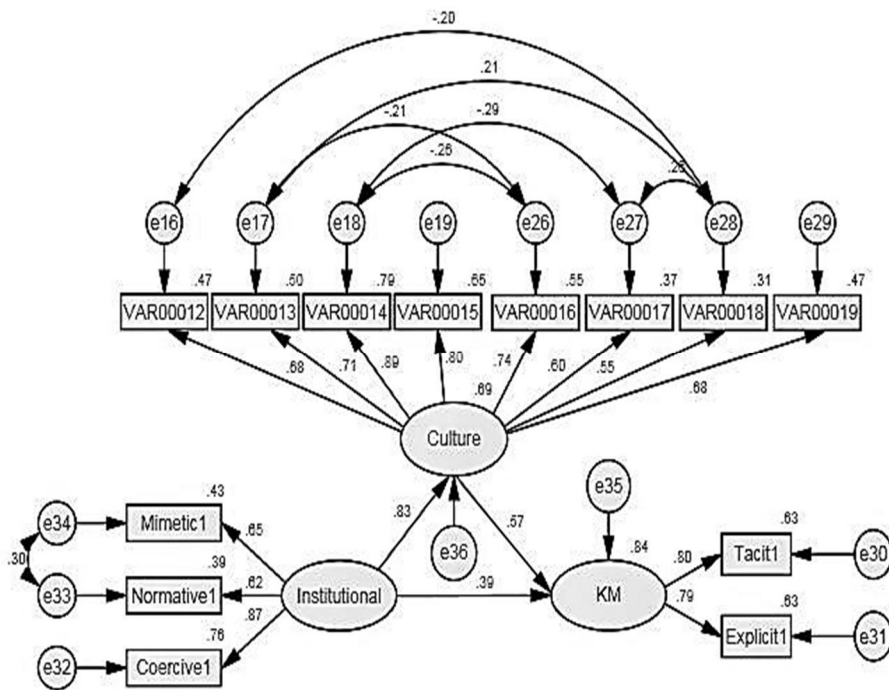 -.20
.21
-.21
-.29
-.26
.26
e16 e17 e18 e19 e26 e27 e28 e29
.47 .50 .79 .65 .55 .37 .31 .47
VAR00012 VAR00013 VAR00014 VAR00015 VAR00016 VAR00017 VAR00018 VAR00019
.68 .71 .89 .80 .74 .60 .55 .68
.69
Culture
e35
.43
e34 Mimetic1
.65
.83
e36
.57
.84
.63
Tacit1 e30
.80
.30
.39
e33 Normative1
.62
Institutional
.39
KM
.79
.63
Explicit1 e31
.87
.76
e32 Coercive1